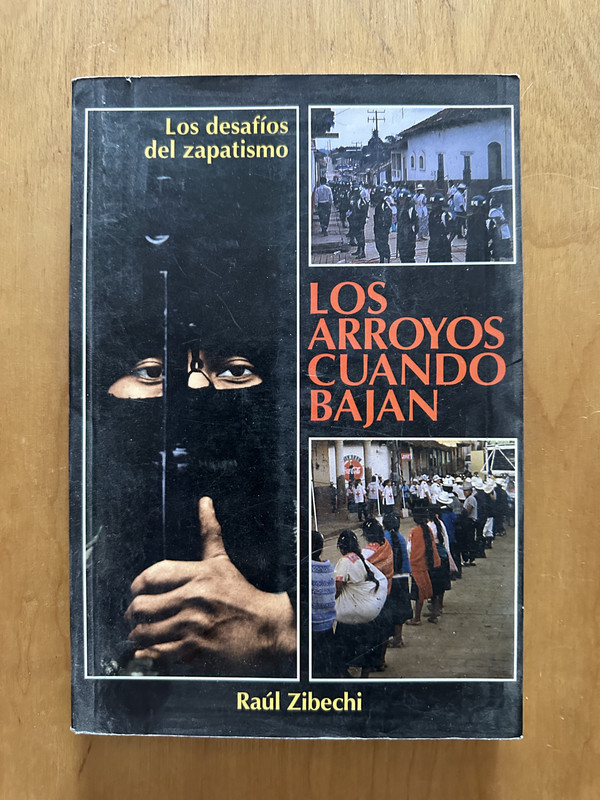 Los desafíos
del zapatismo
LOS
ARROYOS
CUANDO
BAJAN
Raúl Zibechi